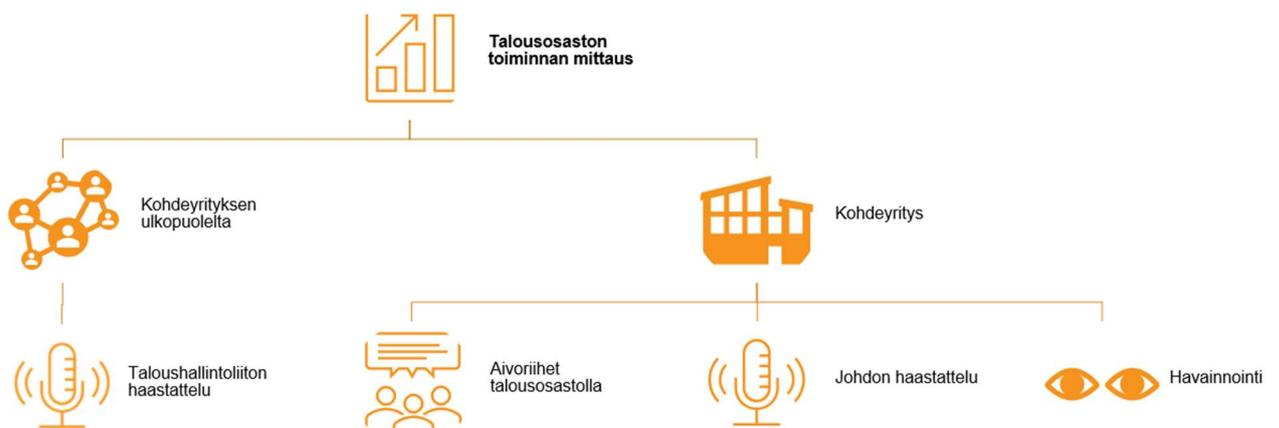 Talousosaston
toiminnan mittaus
Kohdeyrityksen
ulkopuolelta
Kohdeyritys
Taloushallintoliiton
haastattelu
Aivoriihet
talousosastolla
Johdon haastattelu
Havainnointi